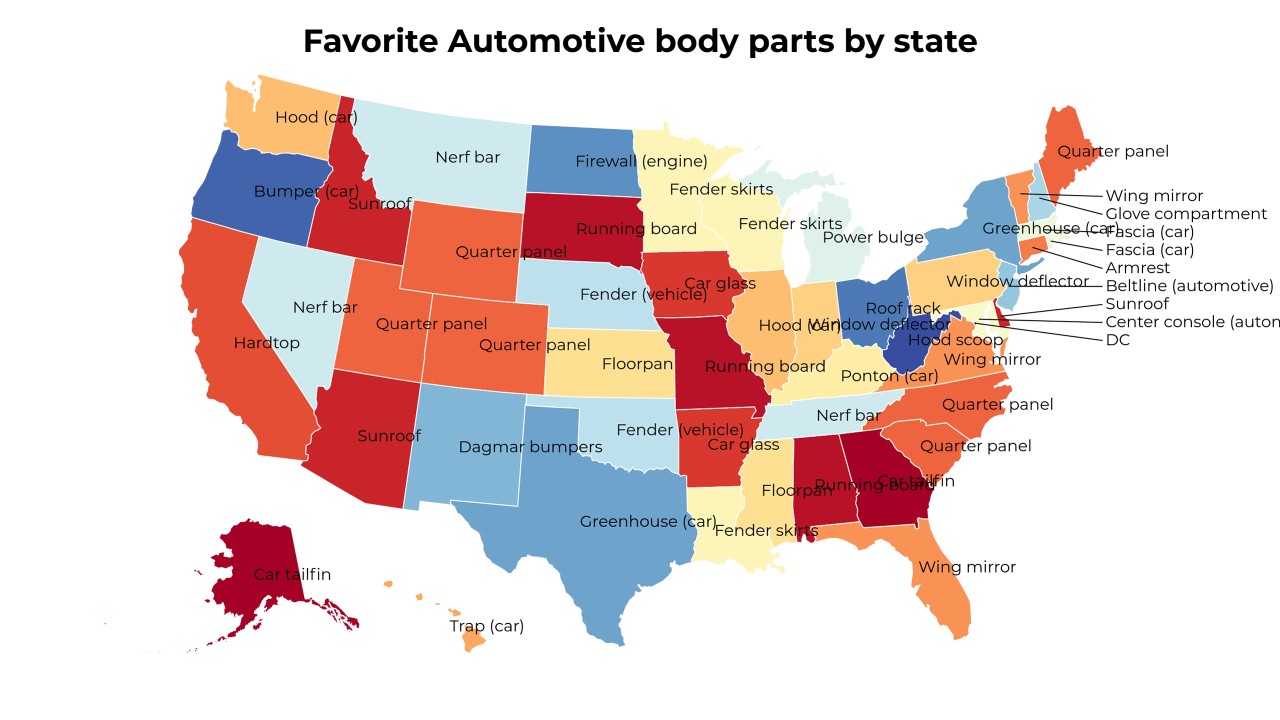 Favorite Automotive body parts by state
Hood (car)
Quarter panel
Nerf bar
Firewall (engine)
Fender skirts
Bumper (car)
Sunroof
Wing mirror
Glove compartment
Running board
Fender skirts
Power bulge
Greenhouse (car)
Fascia (car)
Fascia (car)
Quarter panel
Armrest
Car glass
Window deflector
Beltline (automotive)
Fender (vehicle)
Nerf bar
Roof rack
Sunroof
Quarter panel
Hood (car)
Window deflector
Center console (auton
Hardtop
Quarter panel
Hood scoop
DC
Floorpan
Running board
Wing mirror
Ponton (car)
Quarter panel
Nerf bar
Sunroof
Dagmar bumpers
Fender (vehicle)
Car glass
Quarter panel
Floorpan
Running board
Car tailfin
Greenhouse (car)
Fender skirts
Wing mirror
Car tailfin
Trap (car)